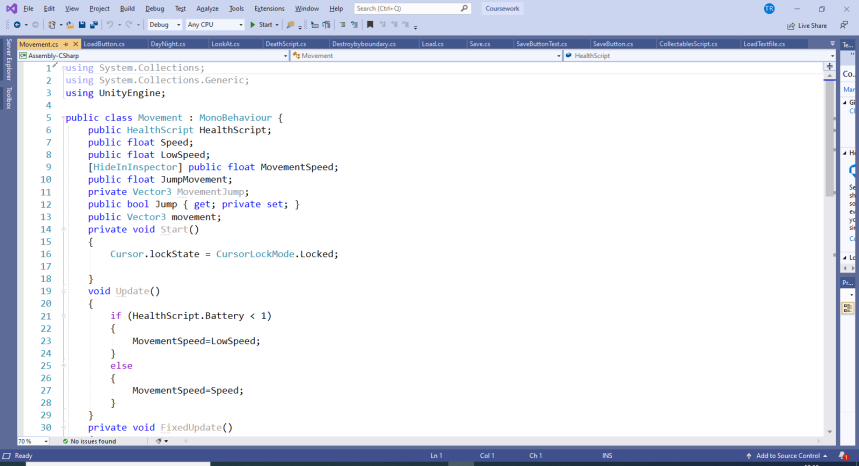 File Edit View Project Build Debug Test Analyze Tools Extensions Window Help Search (Ctrl+Q) Coursework TR
Debug Any CPU Start Live Share
Movement.cs LoadButton.cs DayNight.cs LookAt.cs DeathScript.cs Destroybyboundary.cs Load.cs Save.cs SaveButtonTest.cs SaveButton.cs CollectablesScript.cs LoadTextfile.cs Te...
Server Explorer
Toolbox
Assembly-CSharp Movement HealthScript
1 using System.Collections;
2 using System.Collections.Generic;
3 using UnityEngine;
4
5 public class Movement : MonoBehaviour {
6 public HealthScript HealthScript;
7 public float Speed;
8 public float LowSpeed;
9 [HideInInspector] public float MovementSpeed;
10 public float JumpMovement;
11 private Vector3 MovementJump;
12 public bool Jump { get; private set; }
13 public Vector3 movement;
14 private void Start()
15 {
16 Cursor.lockState = CursorLockMode.Locked;
17
18 }
19 void Update()
20 {
21 if (HealthScript.Battery < 1)
22 {
23 MovementSpeed=LowSpeed;
24 }
25 else
26 {
27 MovementSpeed=Speed;
28 }
29 }
30 private void FixedUpdate()
Co...
Pr...
70 % No issues found
Ready Ln 1 Col 1 Ch 1 INS Add to Source Control 1